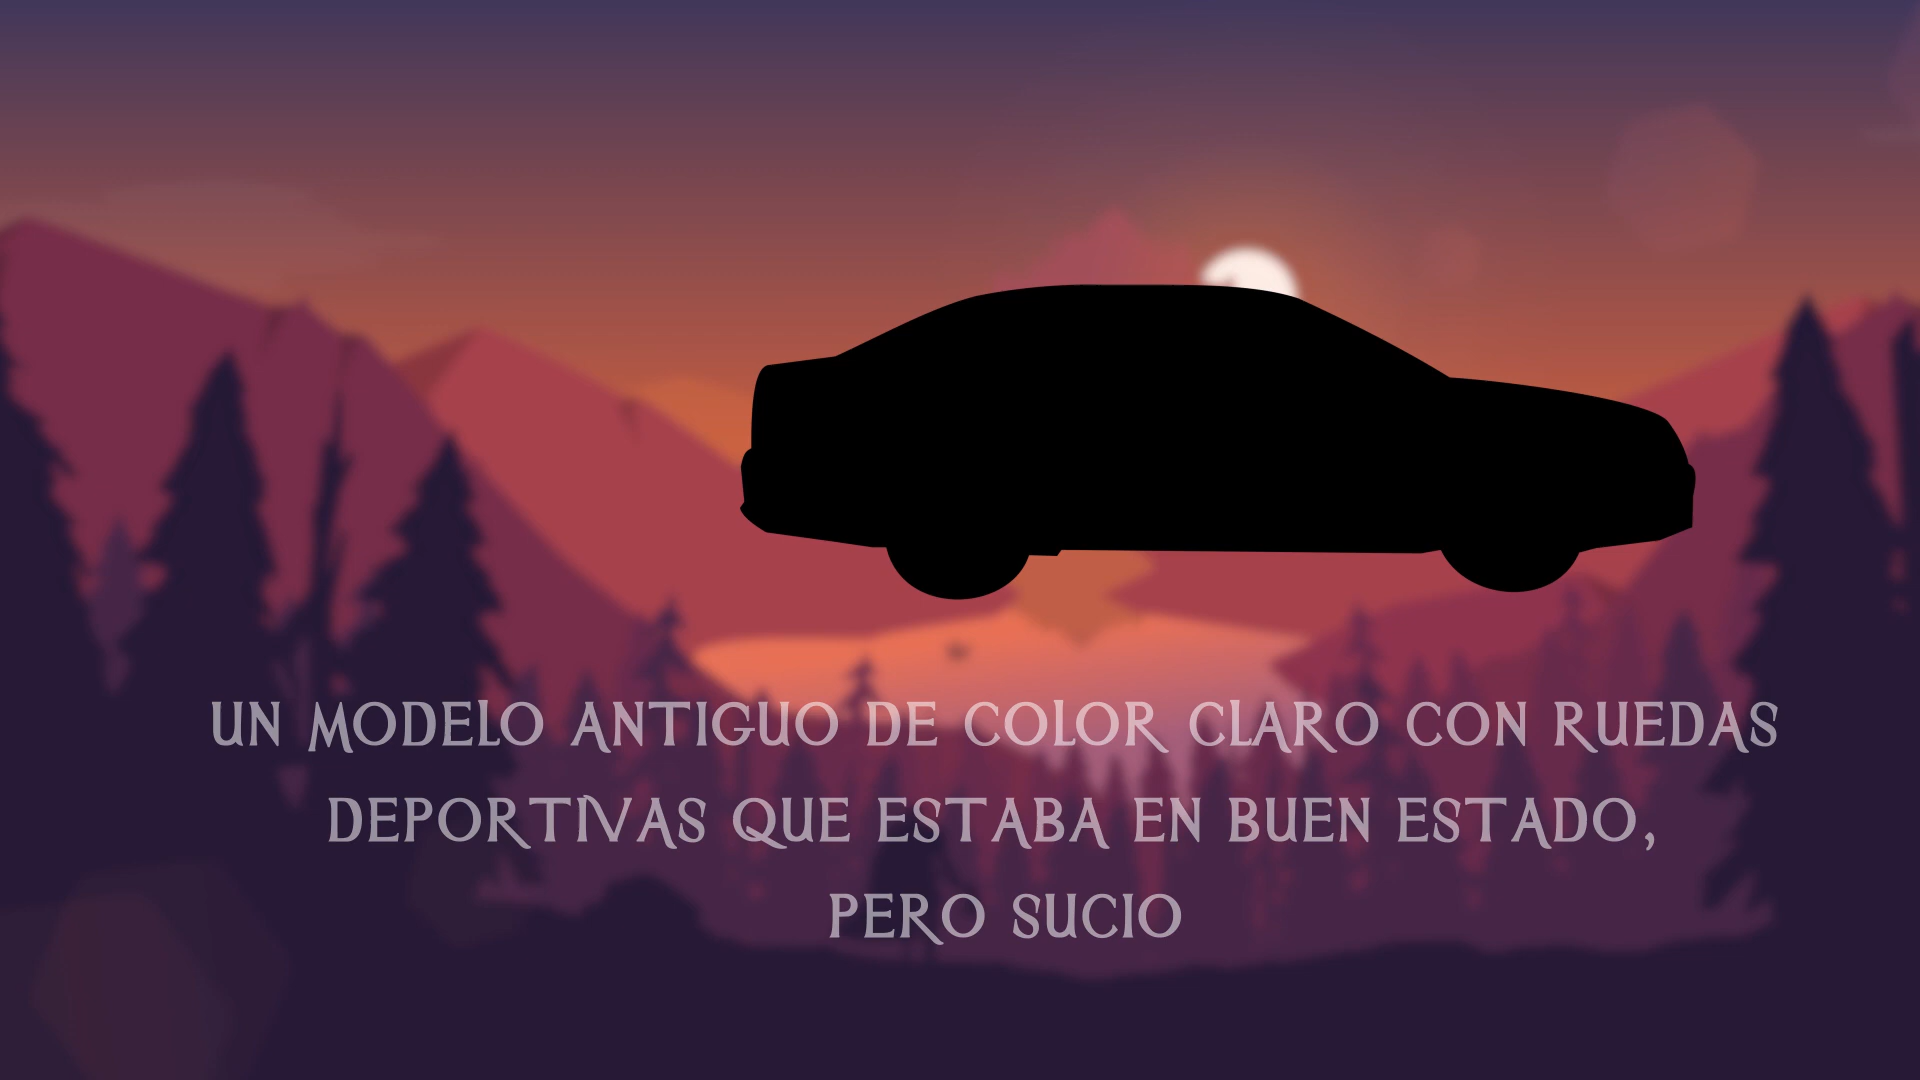 UN MODELO ANTIGUO DE COLOR CLARO CON RUEDAS
DEPORTIVAS QUE ESTABA EN BUEN ESTADO,
PERO SUCIO